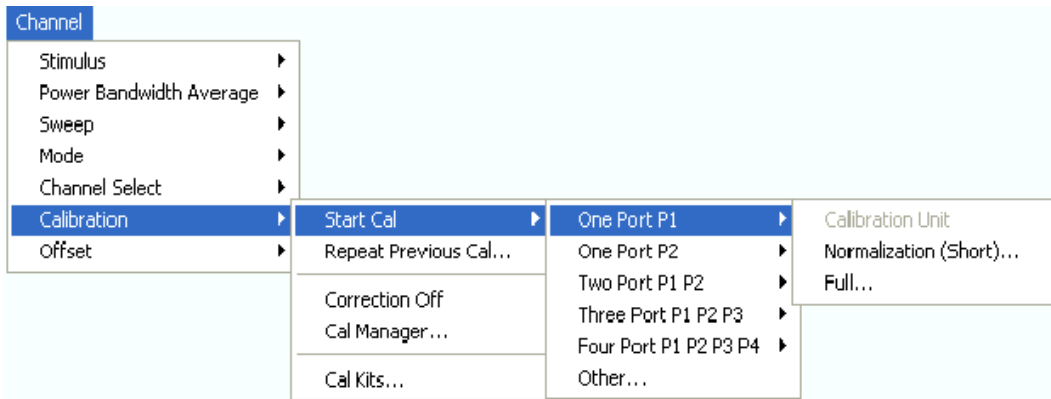 Channel
Stimulus
Power Bandwidth Average
Sweep
Mode
Channel Select
Calibration
Offset
Start Cal
Repeat Previous Cal...
Correction Off
Cal Manager...
Cal Kits...
One Port P1
One Port P2
Two Port P1 P2
Three Port P1 P2 P3
Four Port P1 P2 P3 P4
Other...
Calibration Unit
Normalization (Short)...
Full...